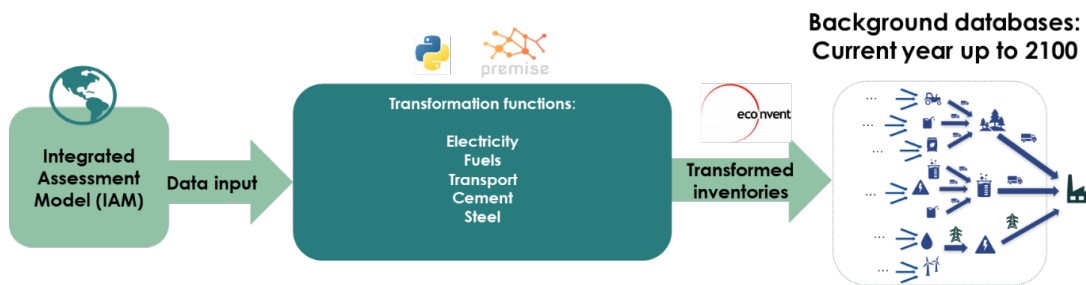 Background databases:
Current year up to 2100
premise
Transformation functions:
Electricity
Fuels
Transport
Cement
Steel
Integrated
Assessment
Model (IAM)
Data input
ecoinvent
Transformed
inventories
...
...
...
...
...
...